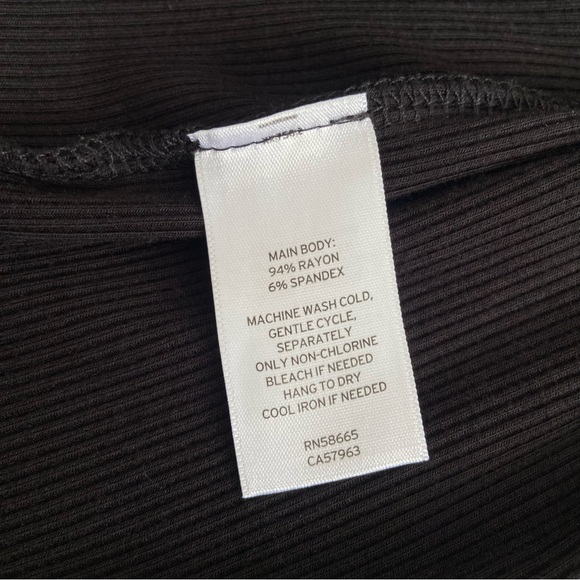 MAIN BODY:
94% RAYON
6% SPANDEX
MACHINE WASH COLD,
GENTLE CYCLE,
SEPARATELY
ONLY NON-CHLORINE
BLEACH IF NEEDED
HANG TO DRY
COOL IRON IF NEEDED
RN58665
CA57963